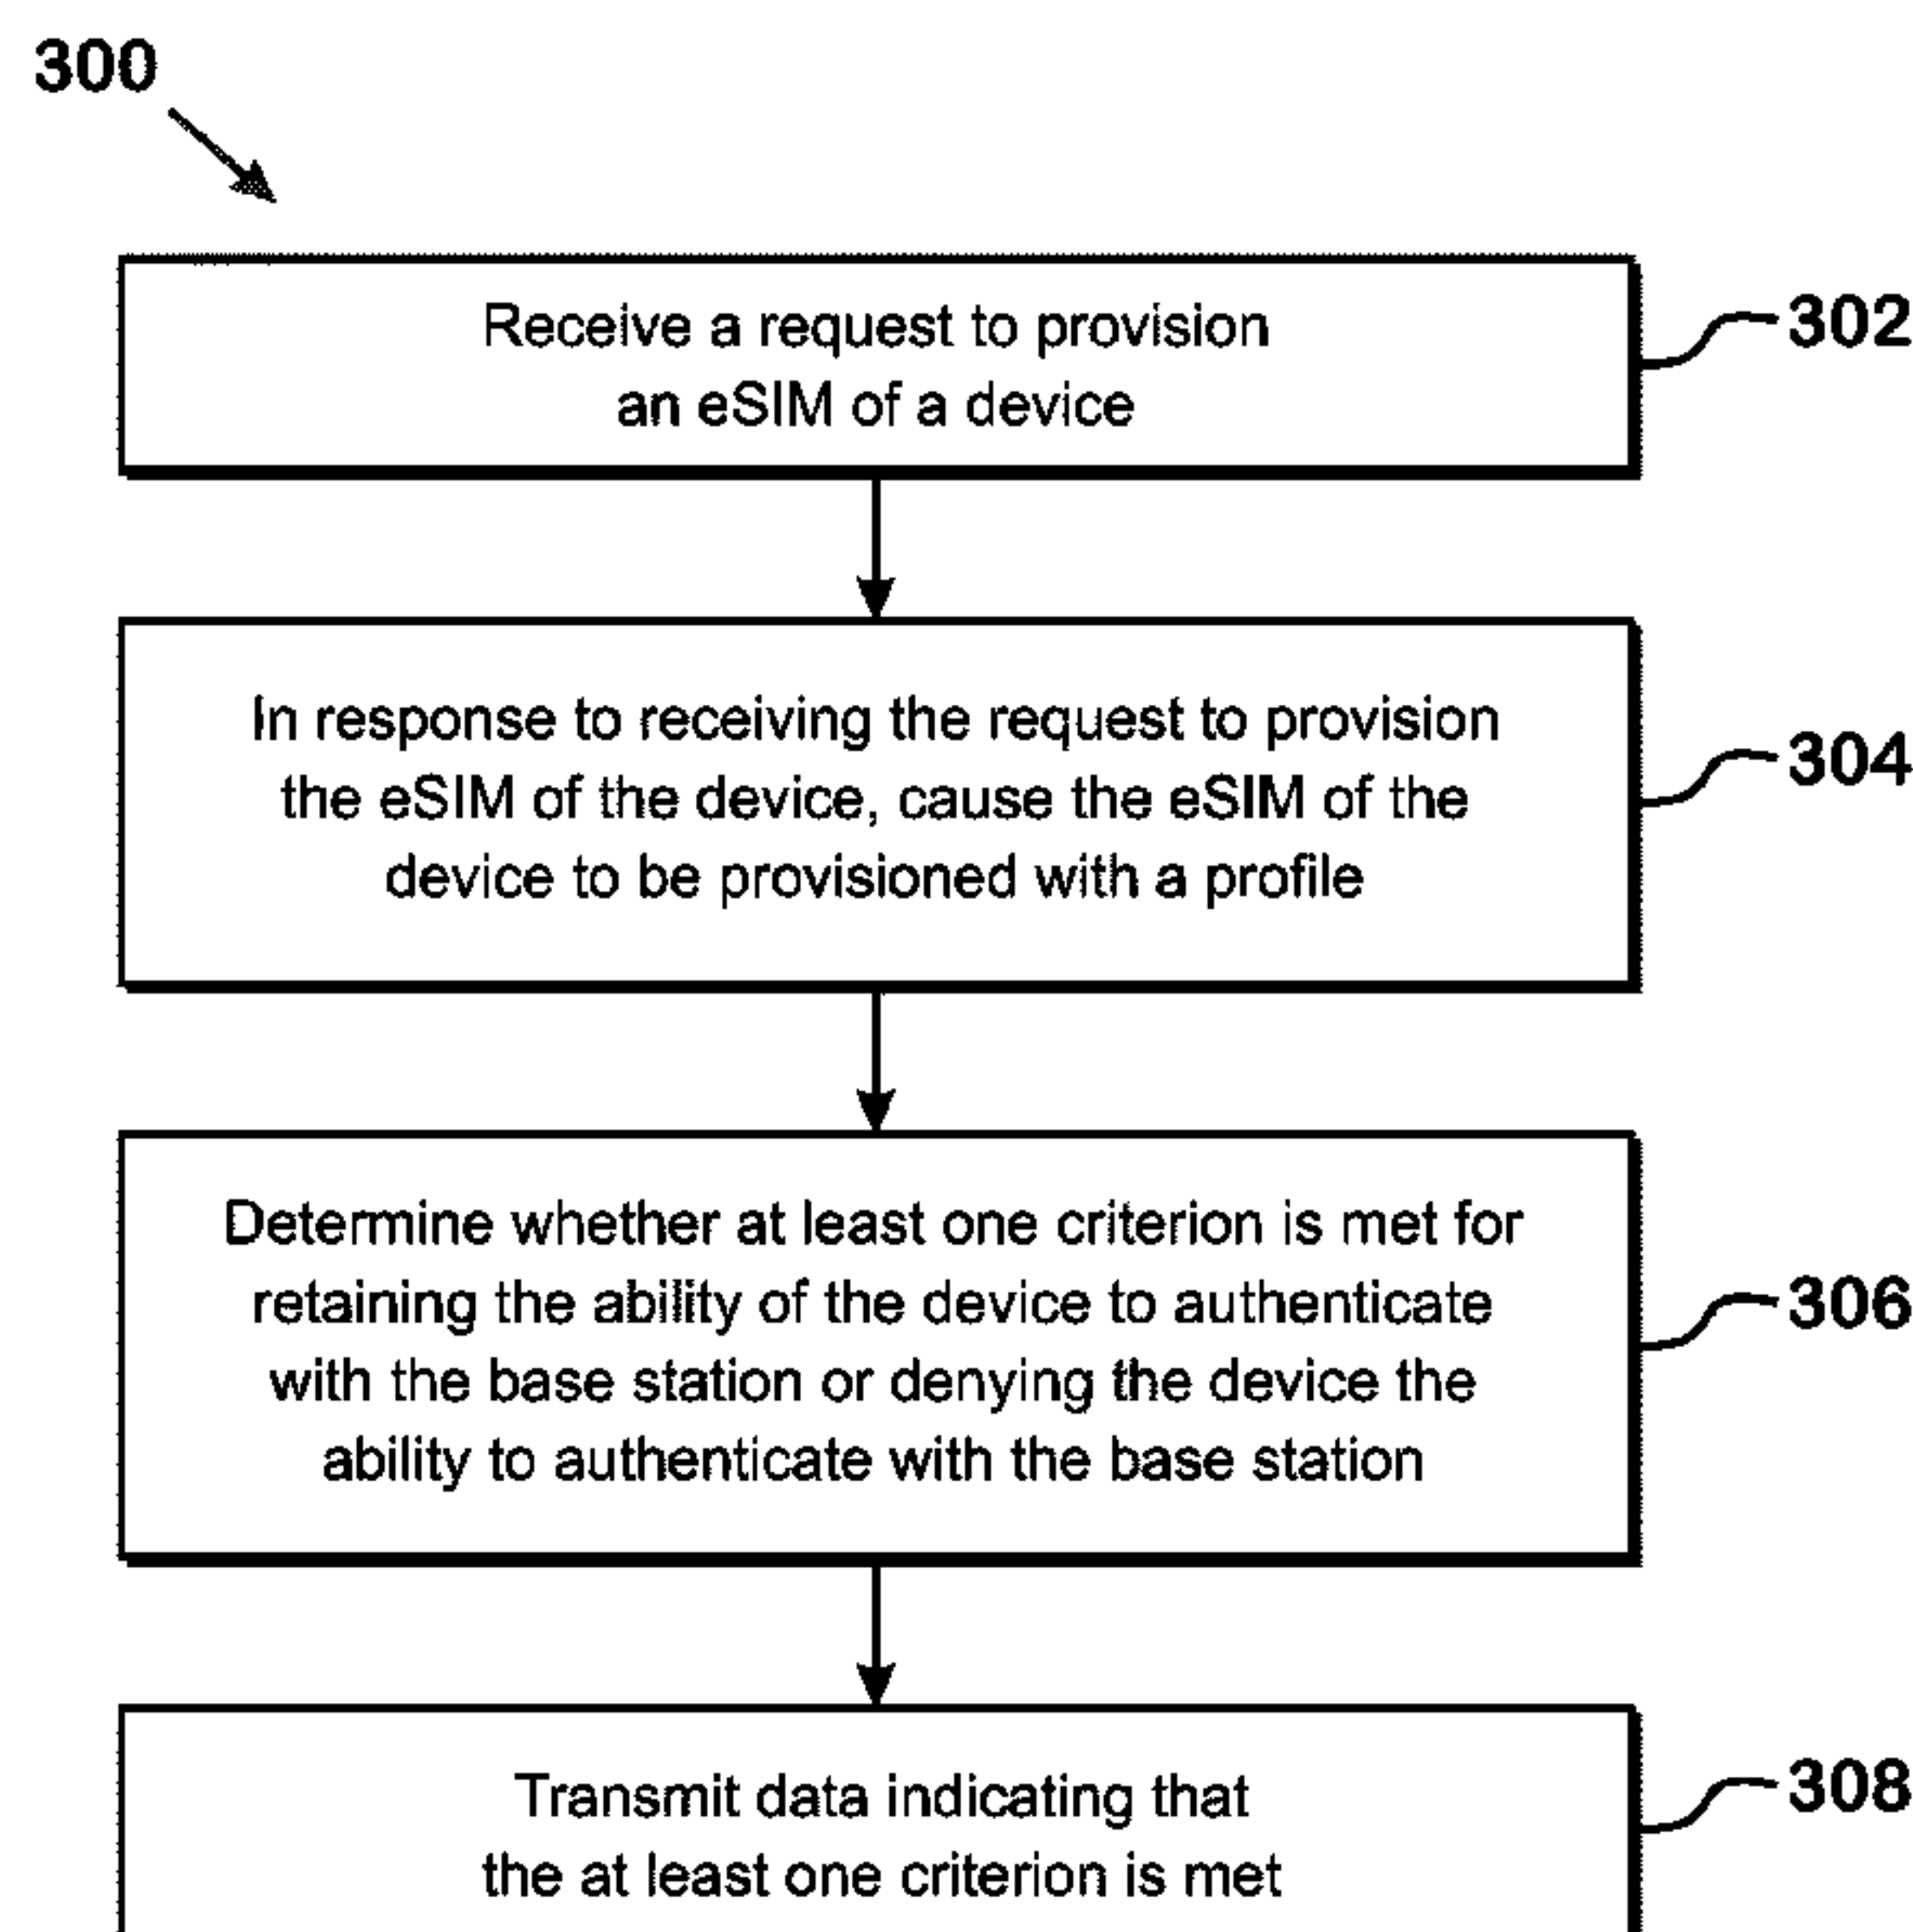 300
Receive a request to provision
an eSIM of a device
302
In response to receiving the request to provision
the eSIM of the device, cause the eSIM of the
device to be provisioned with a profile
304
Determine whether at least one criterion is met for
retaining the ability of the device to authenticate
with the base station or denying the device the
ability to authenticate with the base station
306
Transmit data indicating that
the at least one criterion is met
308